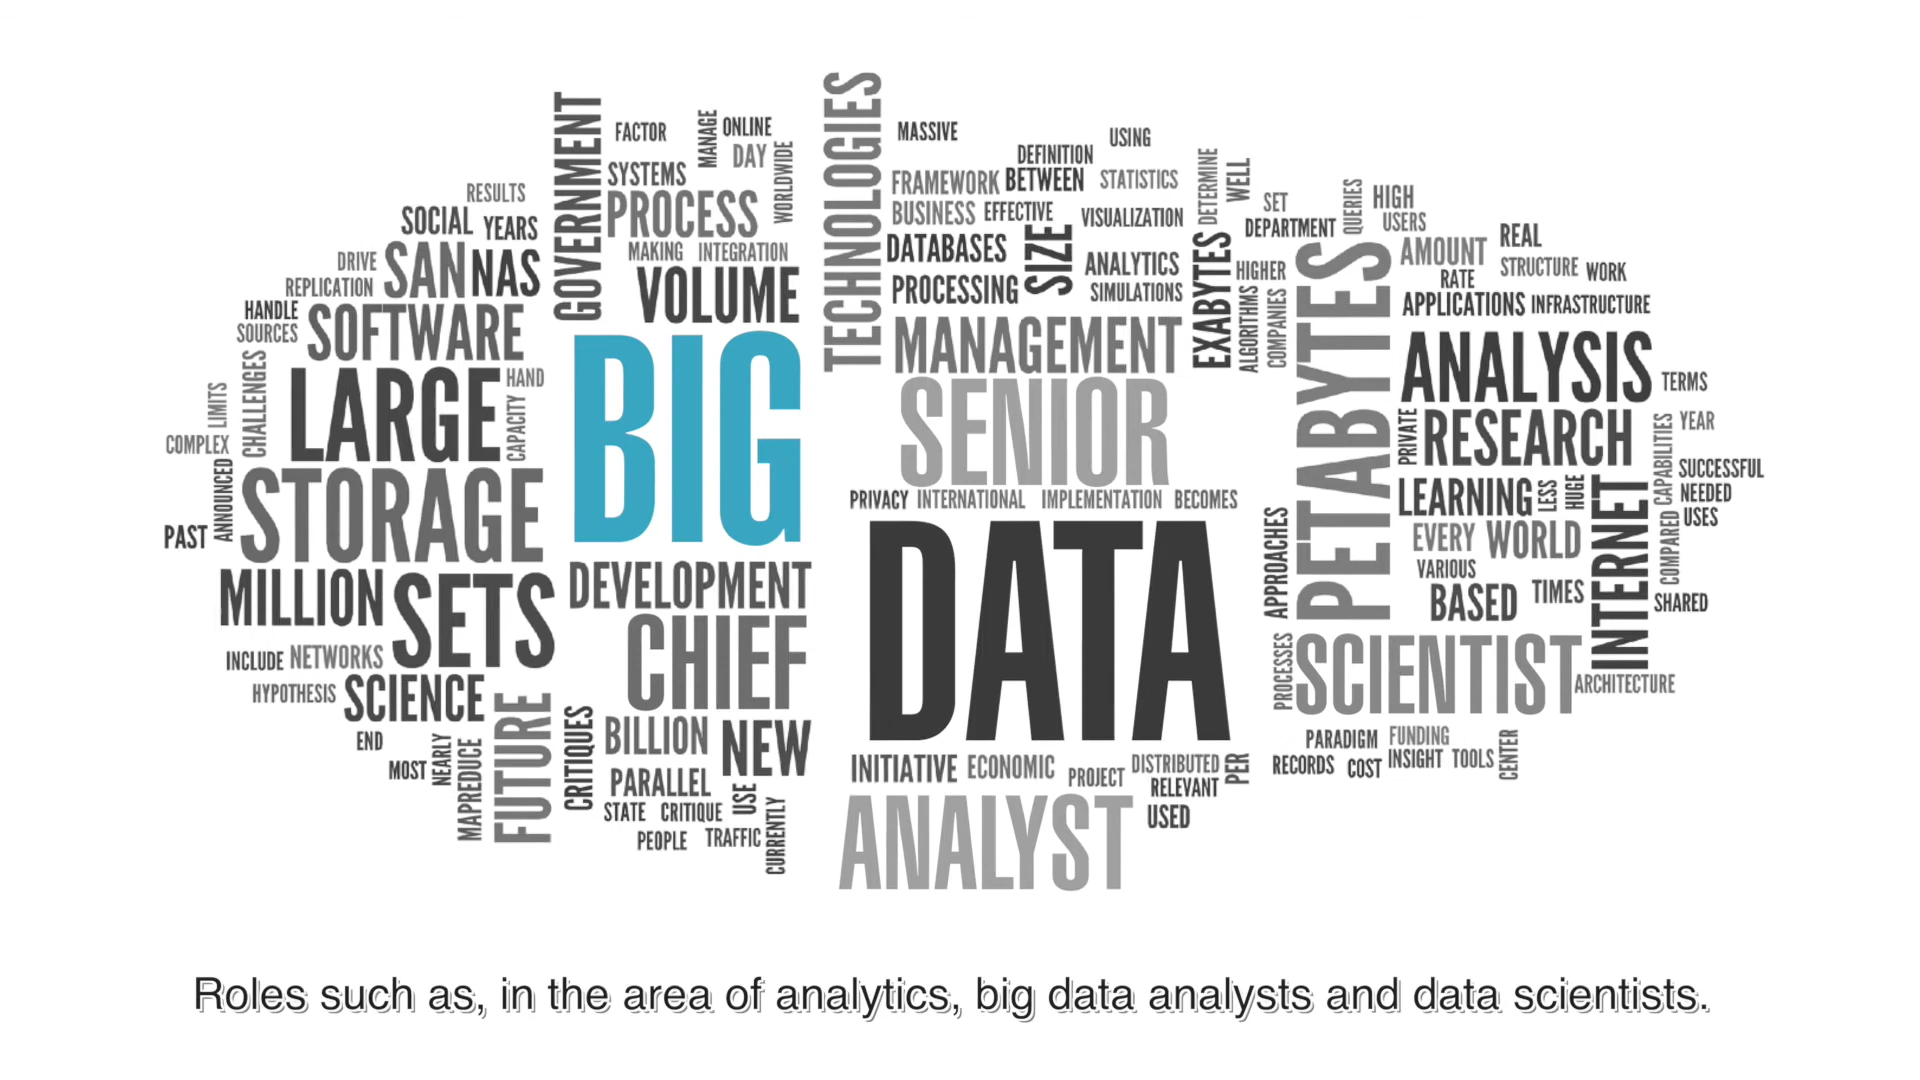 RESULTS
SOCIAL YEARS
DRIVE SAN NAS
REPLICATION
HANDLE
SOURCES
SOFTWARE
CHALLENGES
LIMITS
LARGE
HAND
CAPACITY
COMPLEX
ANNOUNCED
STORAGE
PAST
MILLION SETS
INCLUDE NETWORKS
HYPOTHESIS SCIENCE
END
MOST
NEARLY
MAPREDUCE
FUTURE
GOVERNMENT
FACTOR
MANAGE
ONLINE
DAY
WORLDWIDE
SYSTEMS
PROCESS
MAKING INTEGRATION
VOLUME
BIG
DEVELOPMENT
CHIEF
CRITIQUES
BILLION NEW
PARALLEL
STATE CRITIQUE
USE
PEOPLE TRAFFIC
CURRENTLY
TECHNOLOGIES
MASSIVE
USING
DEFINITION
FRAMEWORK BETWEEN STATISTICS
BUSINESS EFFECTIVE VISUALIZATION
DATABASES
SIZE
ANALYTICS
PROCESSING
SIMULATIONS
MANAGEMENT
SENIOR
PRIVACY INTERNATIONAL IMPLEMENTATION BECOMES
DATA
INITIATIVE ECONOMIC PROJECT DISTRIBUTED
PER
RELEVANT
USED
ANALYST
DETERMINE
WELL
EXABYTES
SET
DEPARTMENT
QUERIES
HIGHER
ALGORITHMS
COMPANIES
HIGH
USERS
AMOUNT
REAL
RATE
STRUCTURE WORK
APPLICATIONS INFRASTRUCTURE
PETABYTES
ANALYSIS
TERMS
PRIVATE
RESEARCH
CAPABILITIES
YEAR
LEARNING
LESS
HUGE
SUCCESSFUL
NEEDED
USES
EVERY WORLD
VARIOUS
BASED TIMES
INTERNET
COMPARED
SHARED
APPROACHES
PROCESSES
SCIENTIST
ARCHITECTURE
PARADIGM FUNDING
RECORDS COST INSIGHT TOOLS
CENTER
Roles such as, in the area of analytics, big data analysts and data scientists.